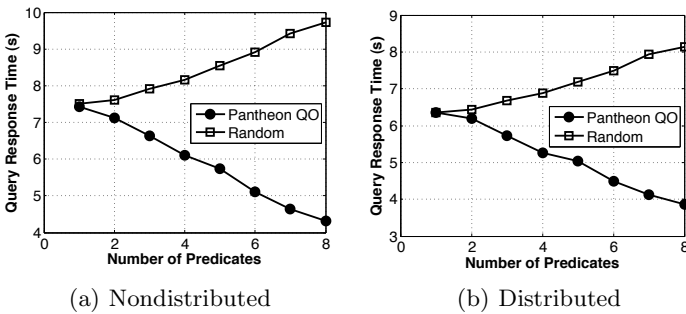 10
9
8
7
6
5
4
0
2
4
6
8
Query Response Time (s)
Number of Predicates
Pantheon QO
Random
(a) Nondistributed
9
8
7
6
5
4
3
0
2
4
6
8
Query Response Time (s)
Number of Predicates
Pantheon QO
Random
(b) Distributed